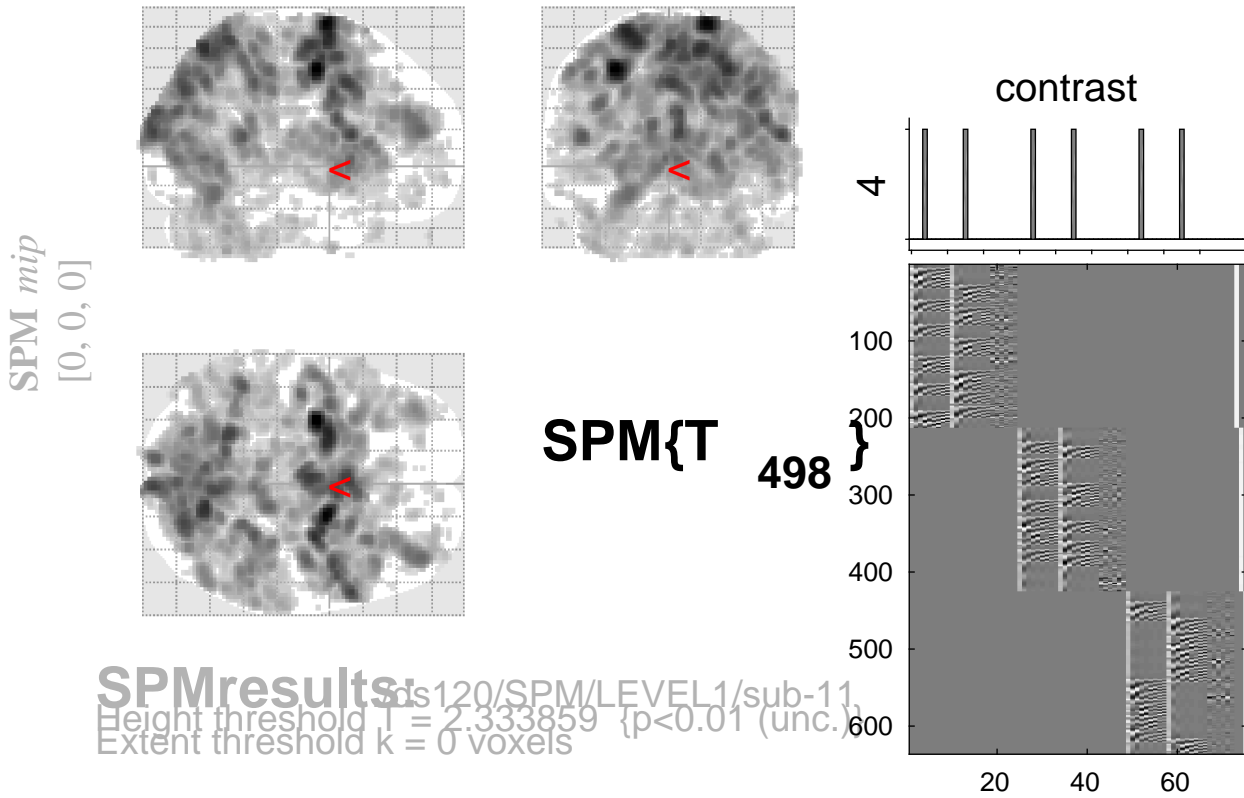 contrast
4
SPM mip
[0, 0, 0]
<
<
<
SPM{T498}
100
200
300
400
500
600
20 40 60
SPMresults: /ds120/SPM/LEVEL1/sub-11
Height threshold T = 2.333859 {p<0.01 (unc.)}
Extent threshold k = 0 voxels